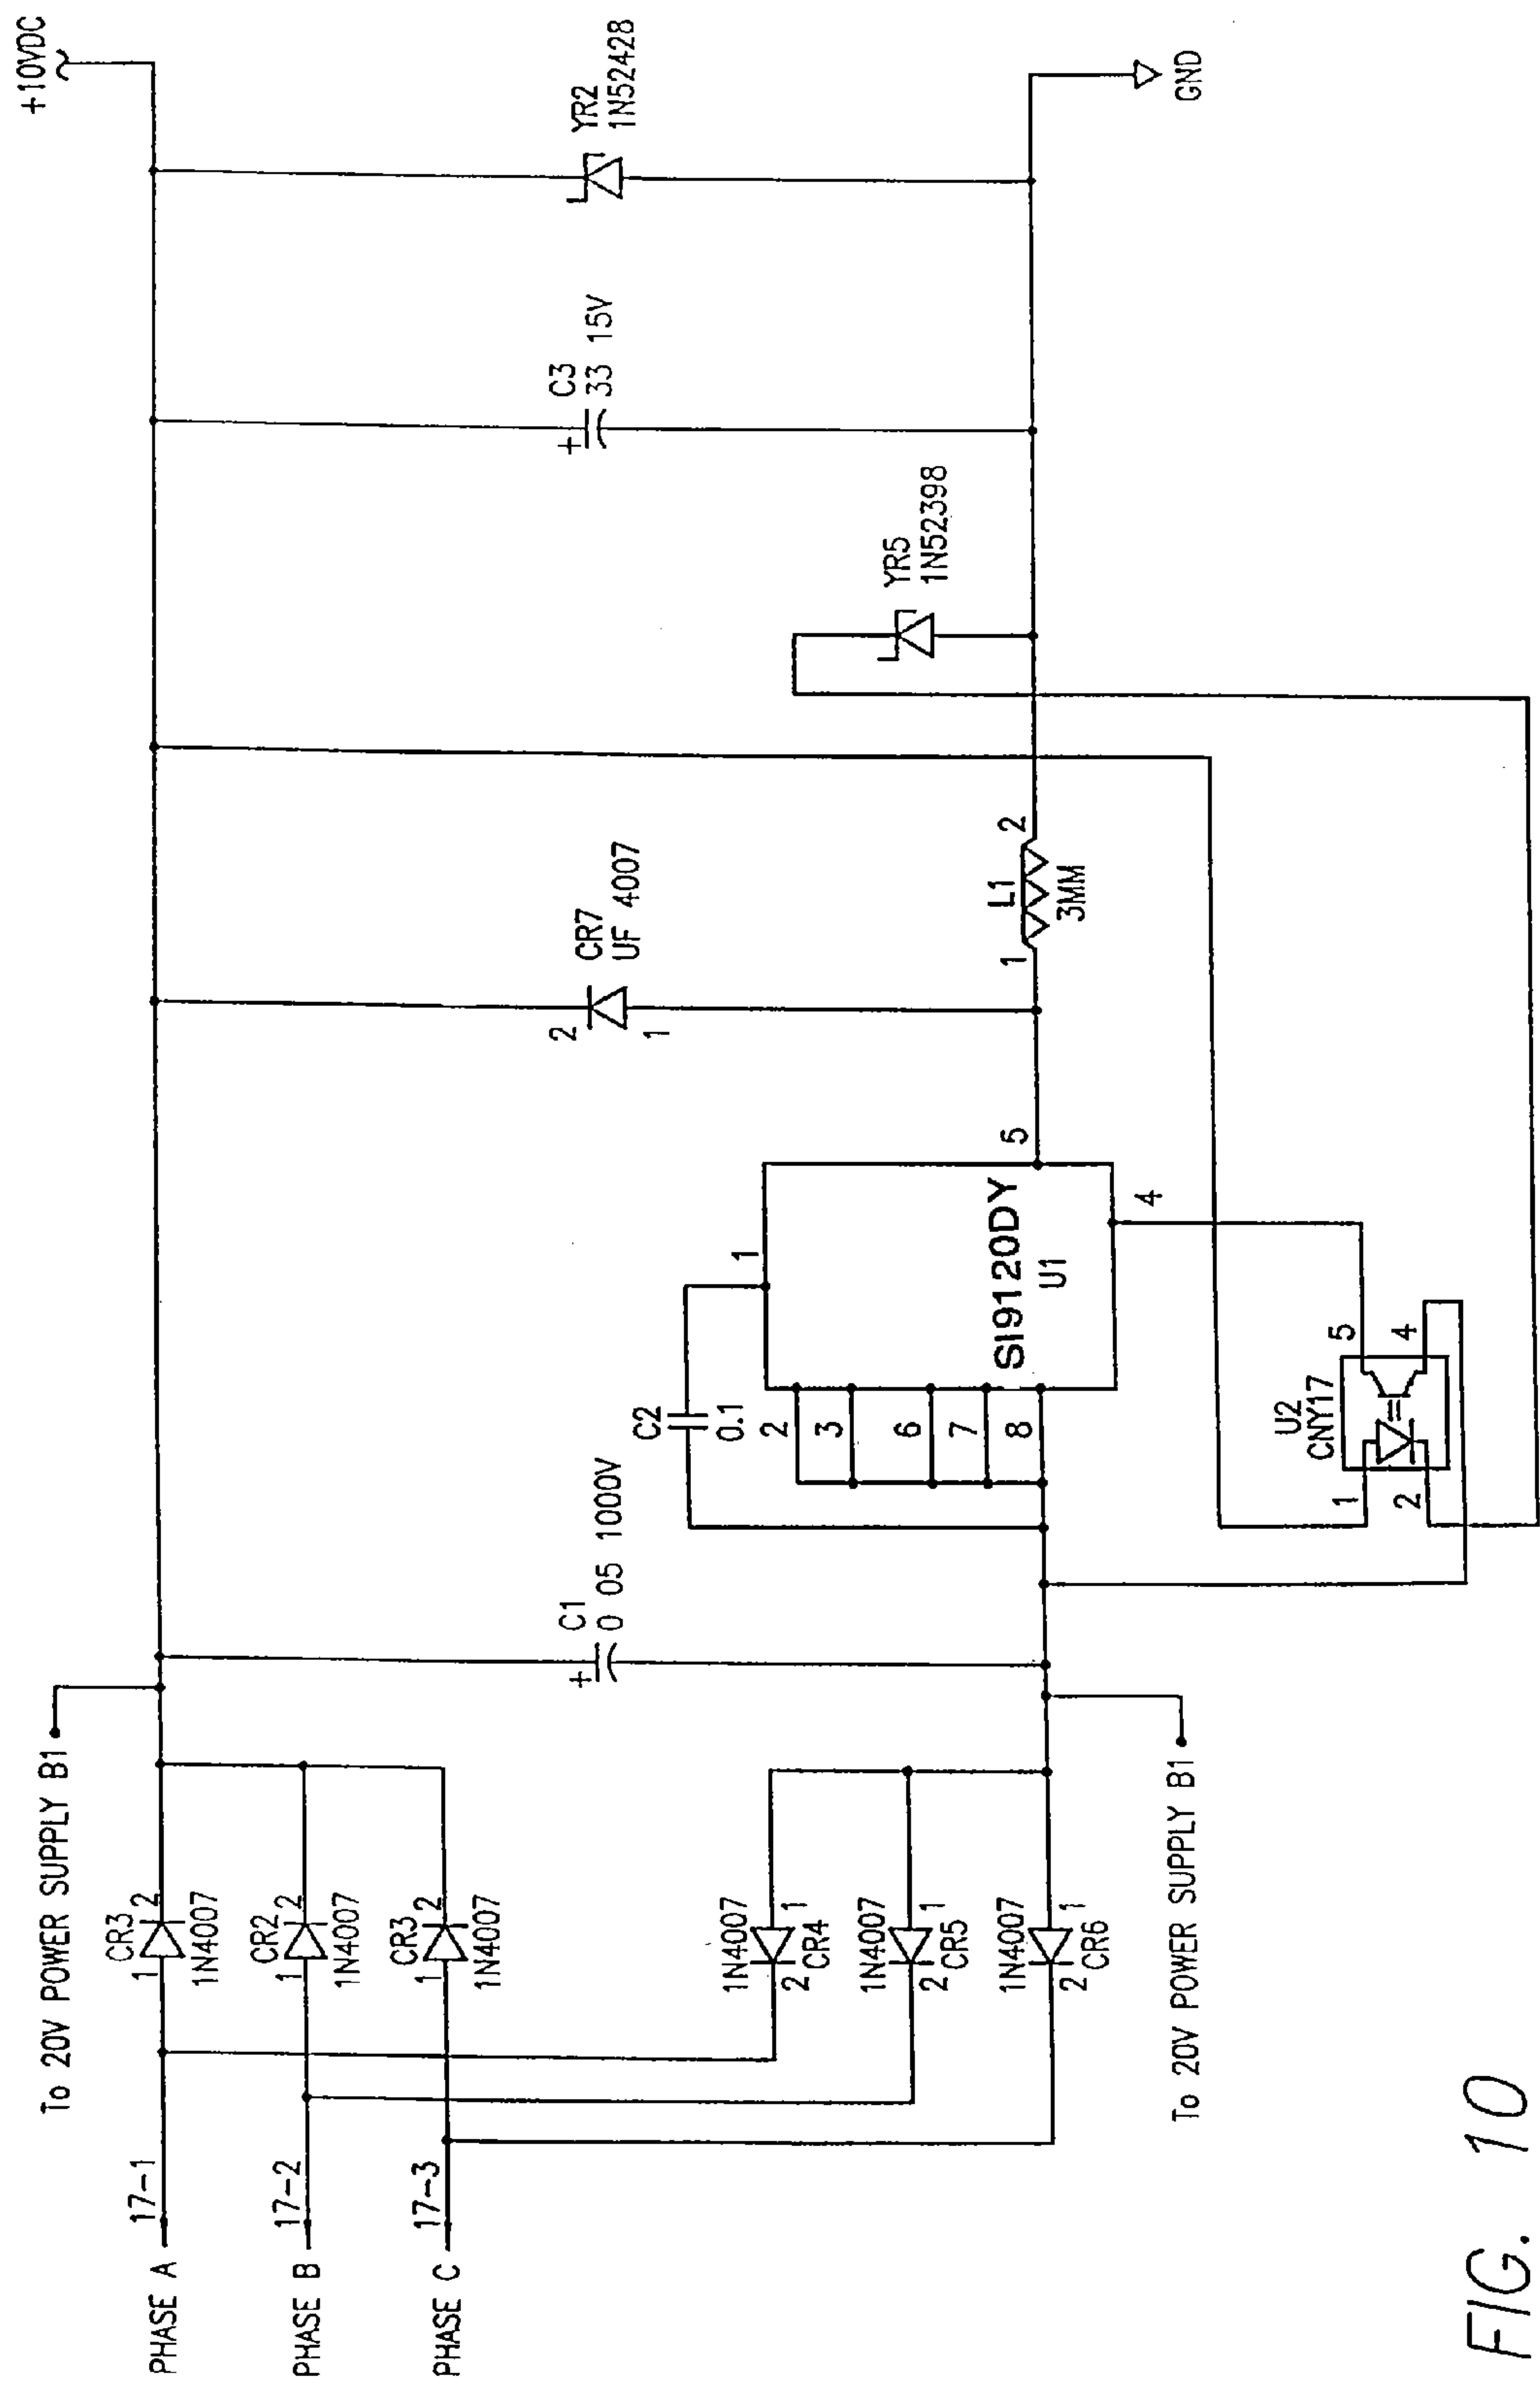 To 20V POWER SUPPLY B1
+10VDC
PHASE A
17-1
1
CR3
2
1N4007
PHASE B
17-2
1
CR2
2
1N4007
PHASE C
17-3
1
CR3
2
1N4007
1N4007
1
2
CR4
1N4007
1
2
CR5
1N4007
1
2
CR6
To 20V POWER SUPPLY B1
+
C1
0 05 1000V
C2
0.1
1
2
3
6
7
8
SI9120DY
U1
5
4
U2
CNY17
1
2
5
4
2
CR7
UF 4007
1
1
L1
2
3MM
YR5
1N52398
+
C3
33 15V
YR2
1N52428
GND
FIG. 10